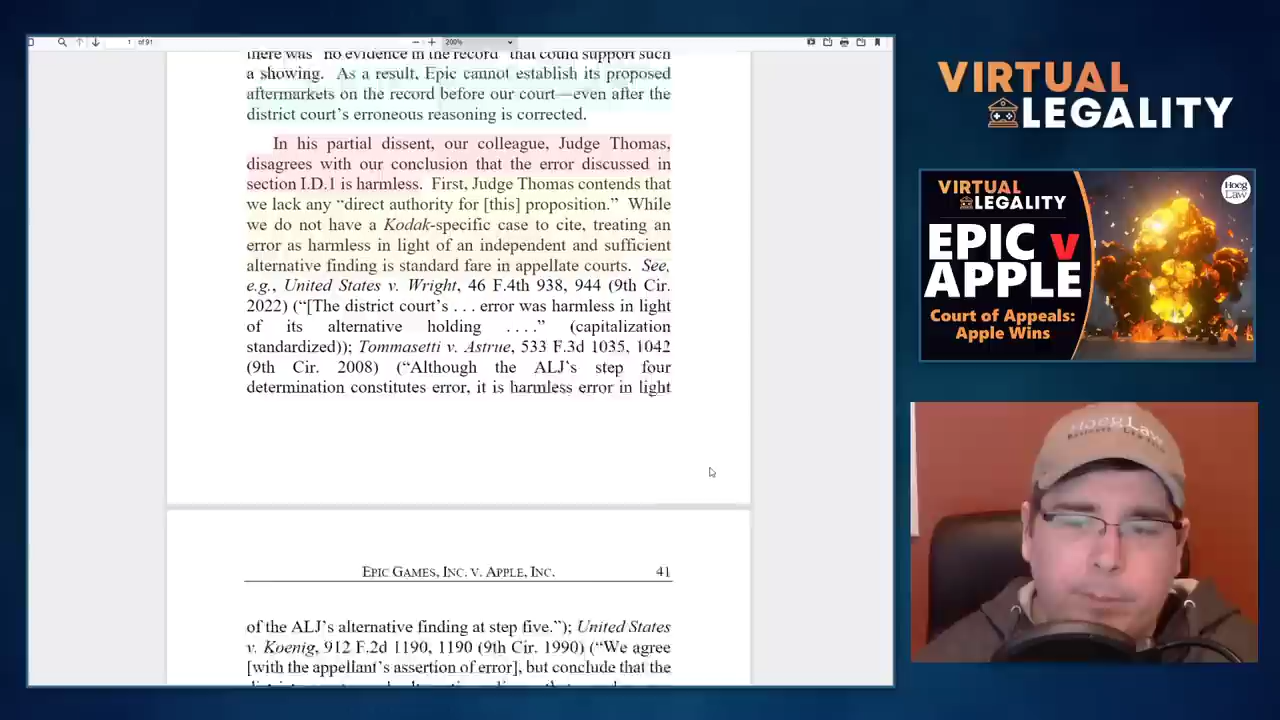 1 of 91
200%
there was "no evidence in the record" that could support such
a showing. As a result, Epic cannot establish its proposed
aftermarkets on the record before our court—even after the
district court's erroneous reasoning is corrected.
In his partial dissent, our colleague, Judge Thomas,
disagrees with our conclusion that the error discussed in
section I.D.1 is harmless. First, Judge Thomas contends that
we lack any "direct authority for [this] proposition." While
we do not have a Kodak-specific case to cite, treating an
error as harmless in light of an independent and sufficient
alternative finding is standard fare in appellate courts. See,
e.g., United States v. Wright, 46 F.4th 938, 944 (9th Cir.
2022) ("[The district court's . . . error was harmless in light
of its alternative holding . . . ." (capitalization
standardized)); Tommasetti v. Astrue, 533 F.3d 1035, 1042
(9th Cir. 2008) ("Although the ALJ's step four
determination constitutes error, it is harmless error in light
EPIC GAMES, INC. V. APPLE, INC. 41
of the ALJ's alternative finding at step five."); United States
v. Koenig, 912 F.2d 1190, 1190 (9th Cir. 1990) ("We agree
[with the appellant's assertion of error], but conclude that the
VIRTUAL
LEGALITY
VIRTUAL
LEGALITY
Hoeg
Law
EPIC V
APPLE
Court of Appeals:
Apple Wins
HoegLaw